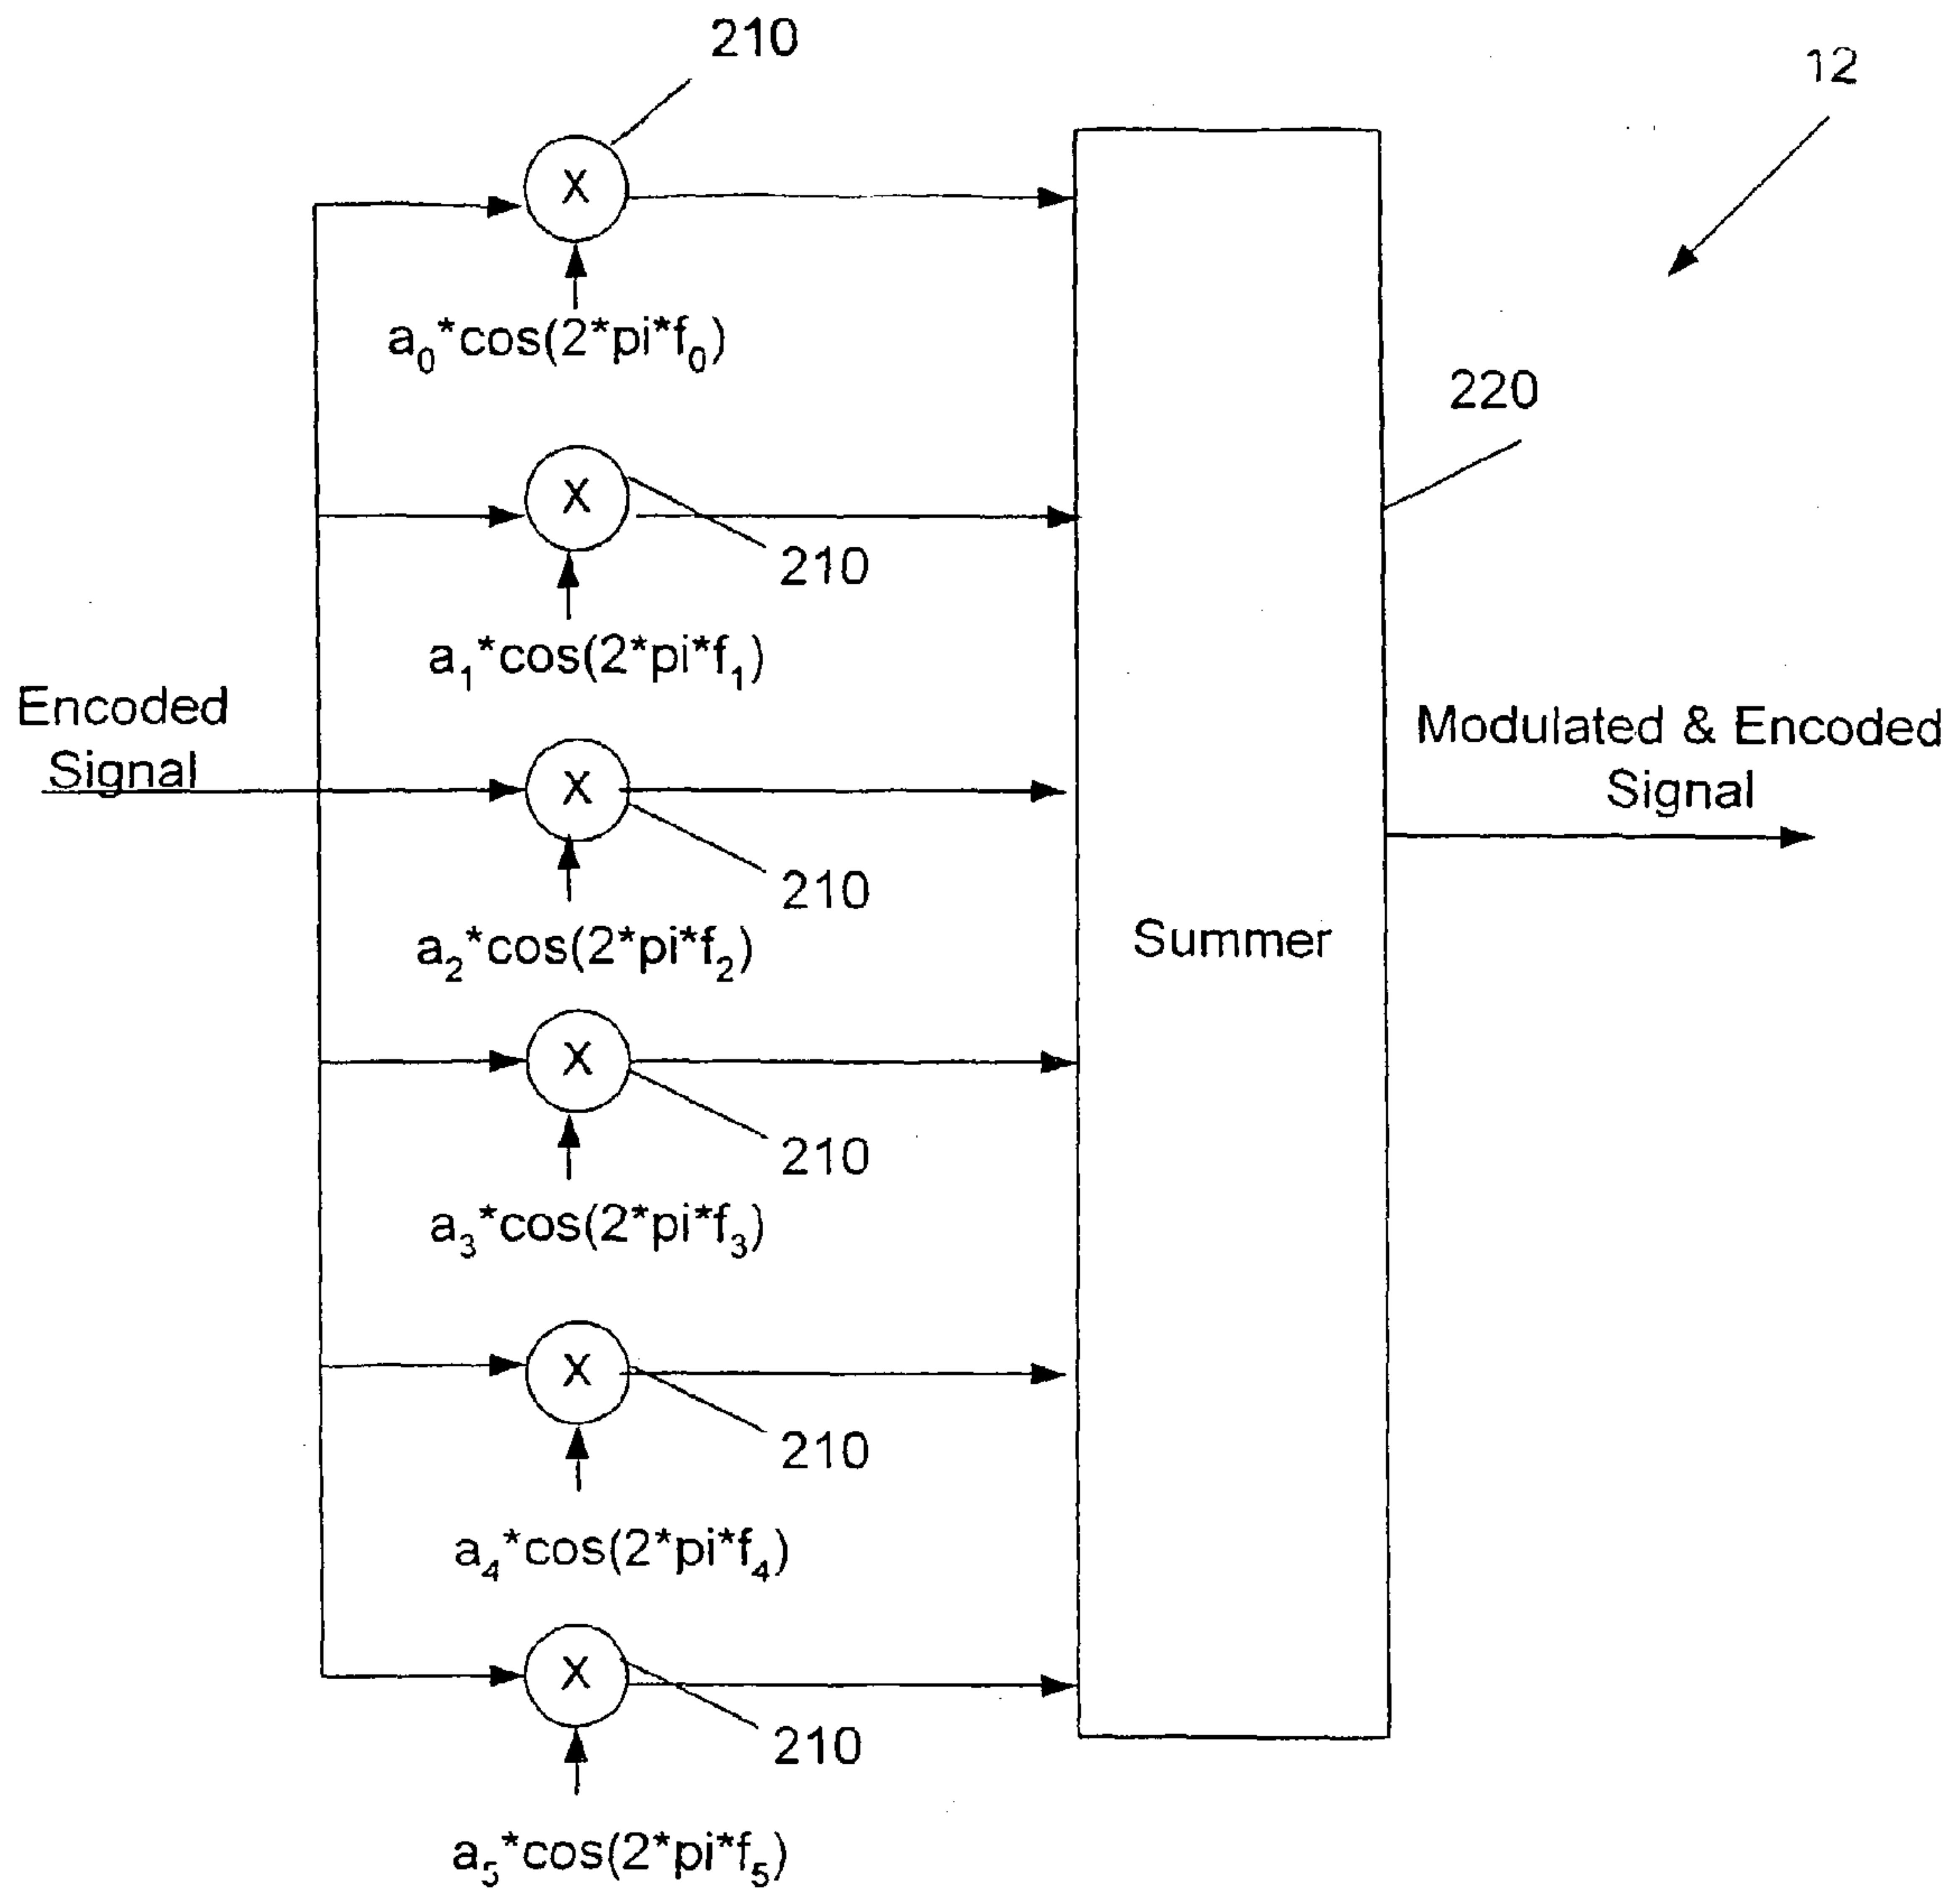 210
12
X
a₀*cos(2*pi*f₀)
220
X
210
a₁*cos(2*pi*f₁)
Encoded
Signal
Modulated & Encoded
Signal
X
210
Summer
a₂*cos(2*pi*f₂)
X
210
a₃*cos(2*pi*f₃)
X
210
a₄*cos(2*pi*f₄)
X
210
a₅*cos(2*pi*f₅)